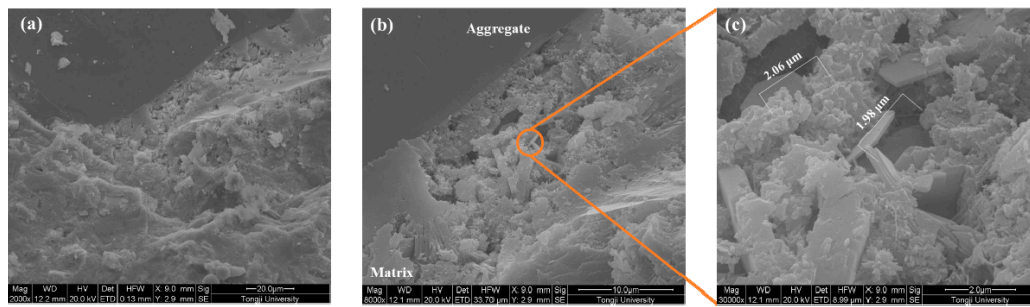 (a)
Mag WD HV Det HFW X: 9.0 mm Sig 20.0µm
2000x 12.2 mm 20.0 kV ETD 0.13 mm Y: 2.9 mm SE Tongji University
(b)
Aggregate
Matrix
Mag WD HV Det HFW X: 9.0 mm Sig 10.0µm
8000x 12.1 mm 20.0 kV ETD 33.70 µm Y: 2.9 mm SE Tongji University
(c)
2.06 µm
1.98 µm
Mag WD HV Det HFW X: 9.0 mm Sig 2.0µm
30000x 12.1 mm 20.0 kV ETD 8.99 µm Y: 2.9 mm SE Tongji University